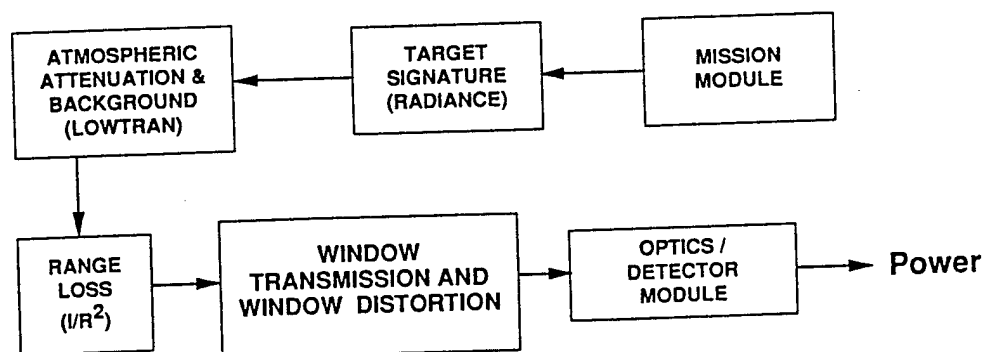 ATMOSPHERIC
ATTENUATION &
BACKGROUND
(LOWTRAN)
TARGET
SIGNATURE
(RADIANCE)
MISSION
MODULE
RANGE
LOSS
(I/R²)
WINDOW
TRANSMISSION AND
WINDOW DISTORTION
OPTICS /
DETECTOR
MODULE
Power